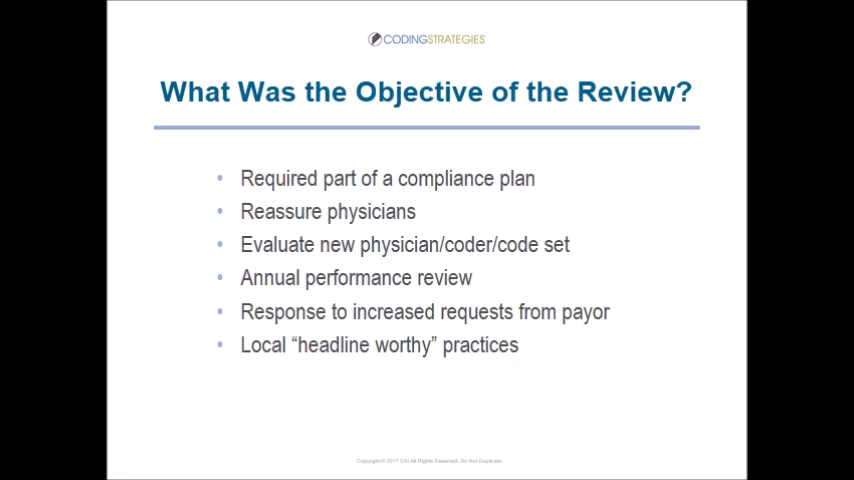 CODINGSTRATEGIES
What Was the Objective of the Review?
• Required part of a compliance plan
• Reassure physicians
• Evaluate new physician/coder/code set
• Annual performance review
• Response to increased requests from payor
• Local “headline worthy” practices
Copyright © 2017 CSI All Rights Reserved. Do Not Duplicate.